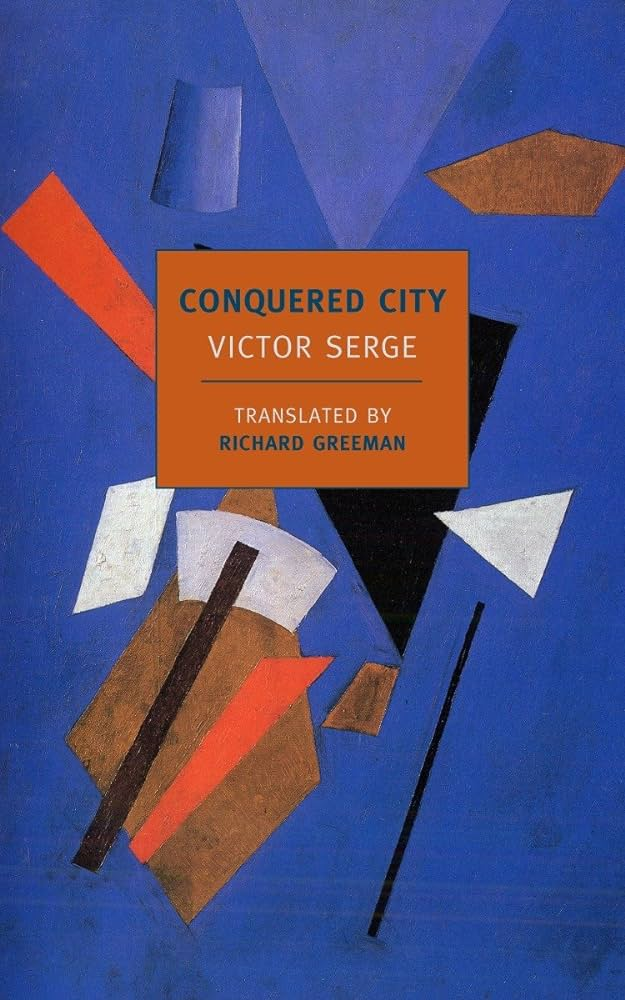 CONQUERED CITY
VICTOR SERGE
TRANSLATED BY
RICHARD GREEMAN